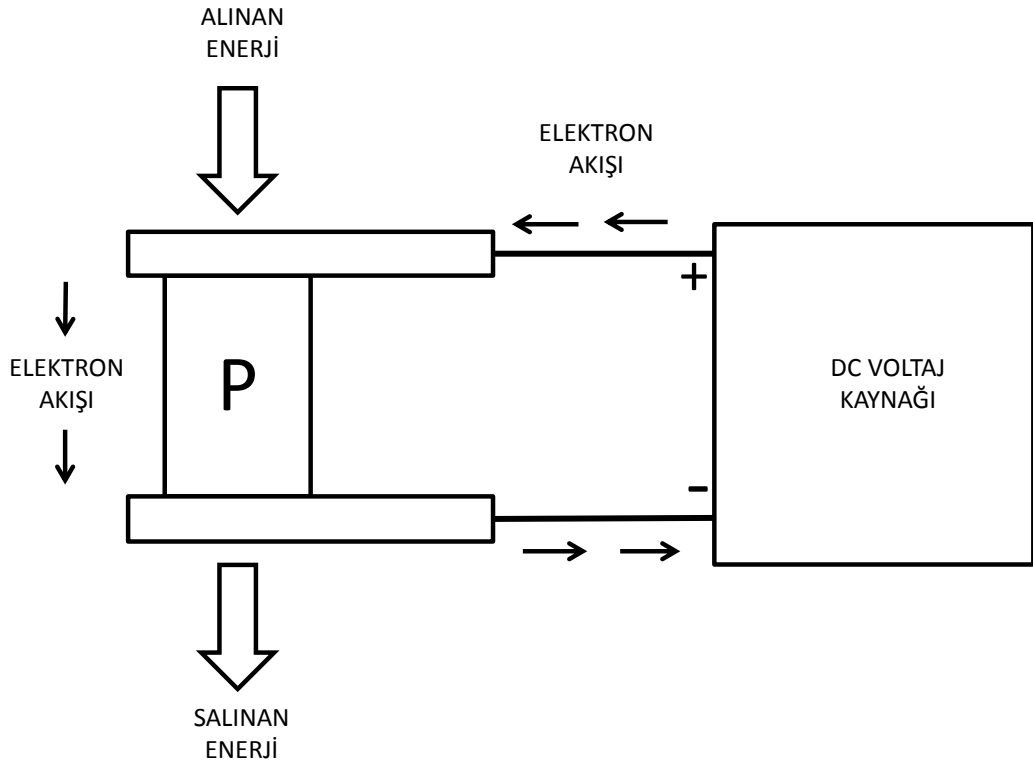 ALINAN
ENERJİ
ELEKTRON
AKIŞI
+
ELEKTRON
AKIŞI
P
DC VOLTAJ
KAYNAĞI
-
SALINAN
ENERJİ